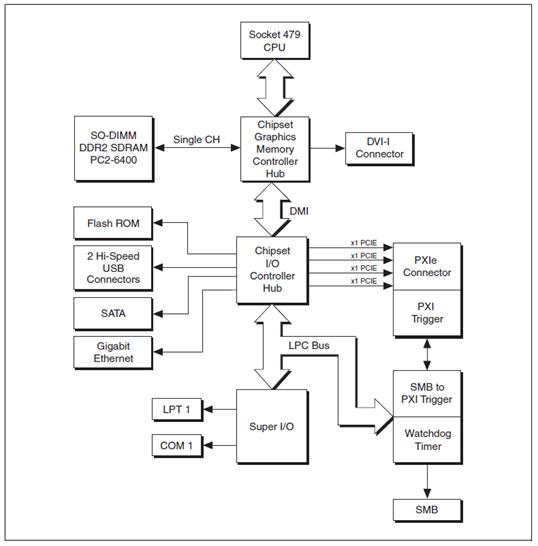 Socket 479
CPU
SO-DIMM
DDR2 SDRAM
PC2-6400
Single CH
Chipset
Graphics
Memory
Controller
Hub
DVI-I
Connector
DMI
Flash ROM
2 Hi-Speed
USB
Connectors
SATA
Gigabit
Ethernet
Chipset
I/O
Controller
Hub
x1 PCIE
x1 PCIE
x1 PCIE
x1 PCIE
PXIe
Connector
PXI
Trigger
LPC Bus
LPT 1
COM 1
Super I/O
SMB to
PXI Trigger
Watchdog
Timer
SMB